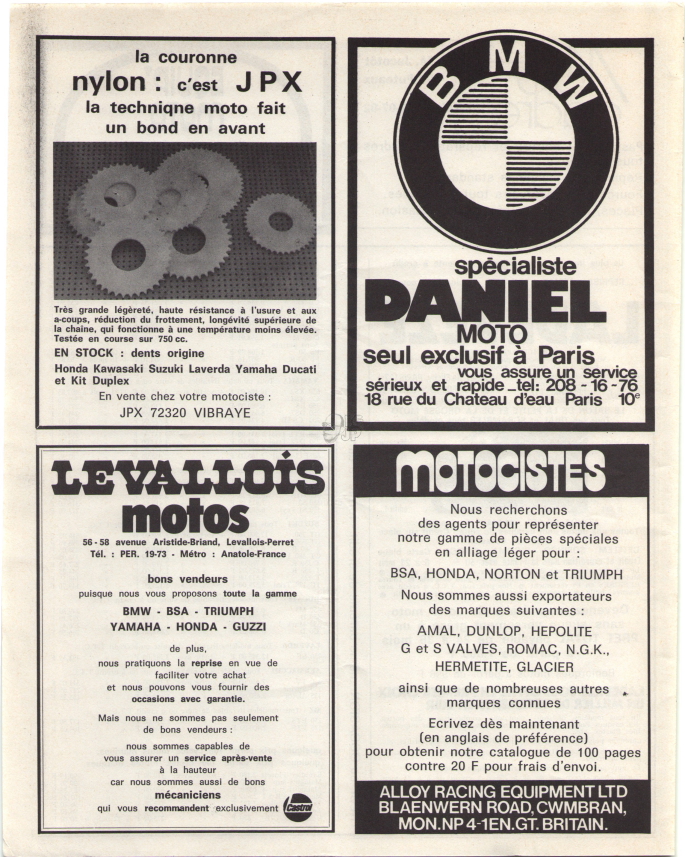 la couronne
nylon : c'est JPX
la techniqne moto fait
un bond en avant
Très grande légèreté, haute résistance à l'usure et aux
a-coups, réduction du frottement, longévité supérieure de
la chaine, qui fonctionne à une température moins élevée.
Testée en course sur 750 cc.
EN STOCK : dents origine
Honda Kawasaki Suzuki Laverda Yamaha Ducati
et Kit Duplex
En vente chez votre motociste :
JPX 72320 VIBRAYE
BMW
spécialiste
DANIEL
MOTO
seul exclusif à Paris
vous assure un service
sérieux et rapide_tel: 208-16-76
18 rue du Chateau d'eau Paris 10e
LEVALLOIS
motos
56-58 avenue Aristide-Briand, Levallois-Perret
Tél. : PER. 19-73 - Métro : Anatole-France
bons vendeurs
puisque nous vous proposons toute la gamme
BMW - BSA - TRIUMPH
YAMAHA - HONDA - GUZZI
de plus,
nous pratiquons la reprise en vue de
faciliter votre achat
et nous pouvons vous fournir des
occasions avec garantie.
Mais nous ne sommes pas seulement
de bons vendeurs :
nous sommes capables de
vous assurer un service après-vente
à la hauteur
car nous sommes aussi de bons
mécaniciens
qui vous recommandent exclusivement Castrol
MOTOCISTES
Nous recherchons
des agents pour représenter
notre gamme de pièces spéciales
en alliage léger pour :
BSA, HONDA, NORTON et TRIUMPH
Nous sommes aussi exportateurs
des marques suivantes :
AMAL, DUNLOP, HEPOLITE
G et S VALVES, ROMAC, N.G.K.,
HERMETITE, GLACIER
ainsi que de nombreuses autres
marques connues
Ecrivez dès maintenant
(en anglais de préférence)
pour obtenir notre catalogue de 100 pages
contre 20 F pour frais d'envoi.
ALLOY RACING EQUIPMENT LTD
BLAENWERN ROAD, CWMBRAN,
MON.NP 4-1EN.GT. BRITAIN.